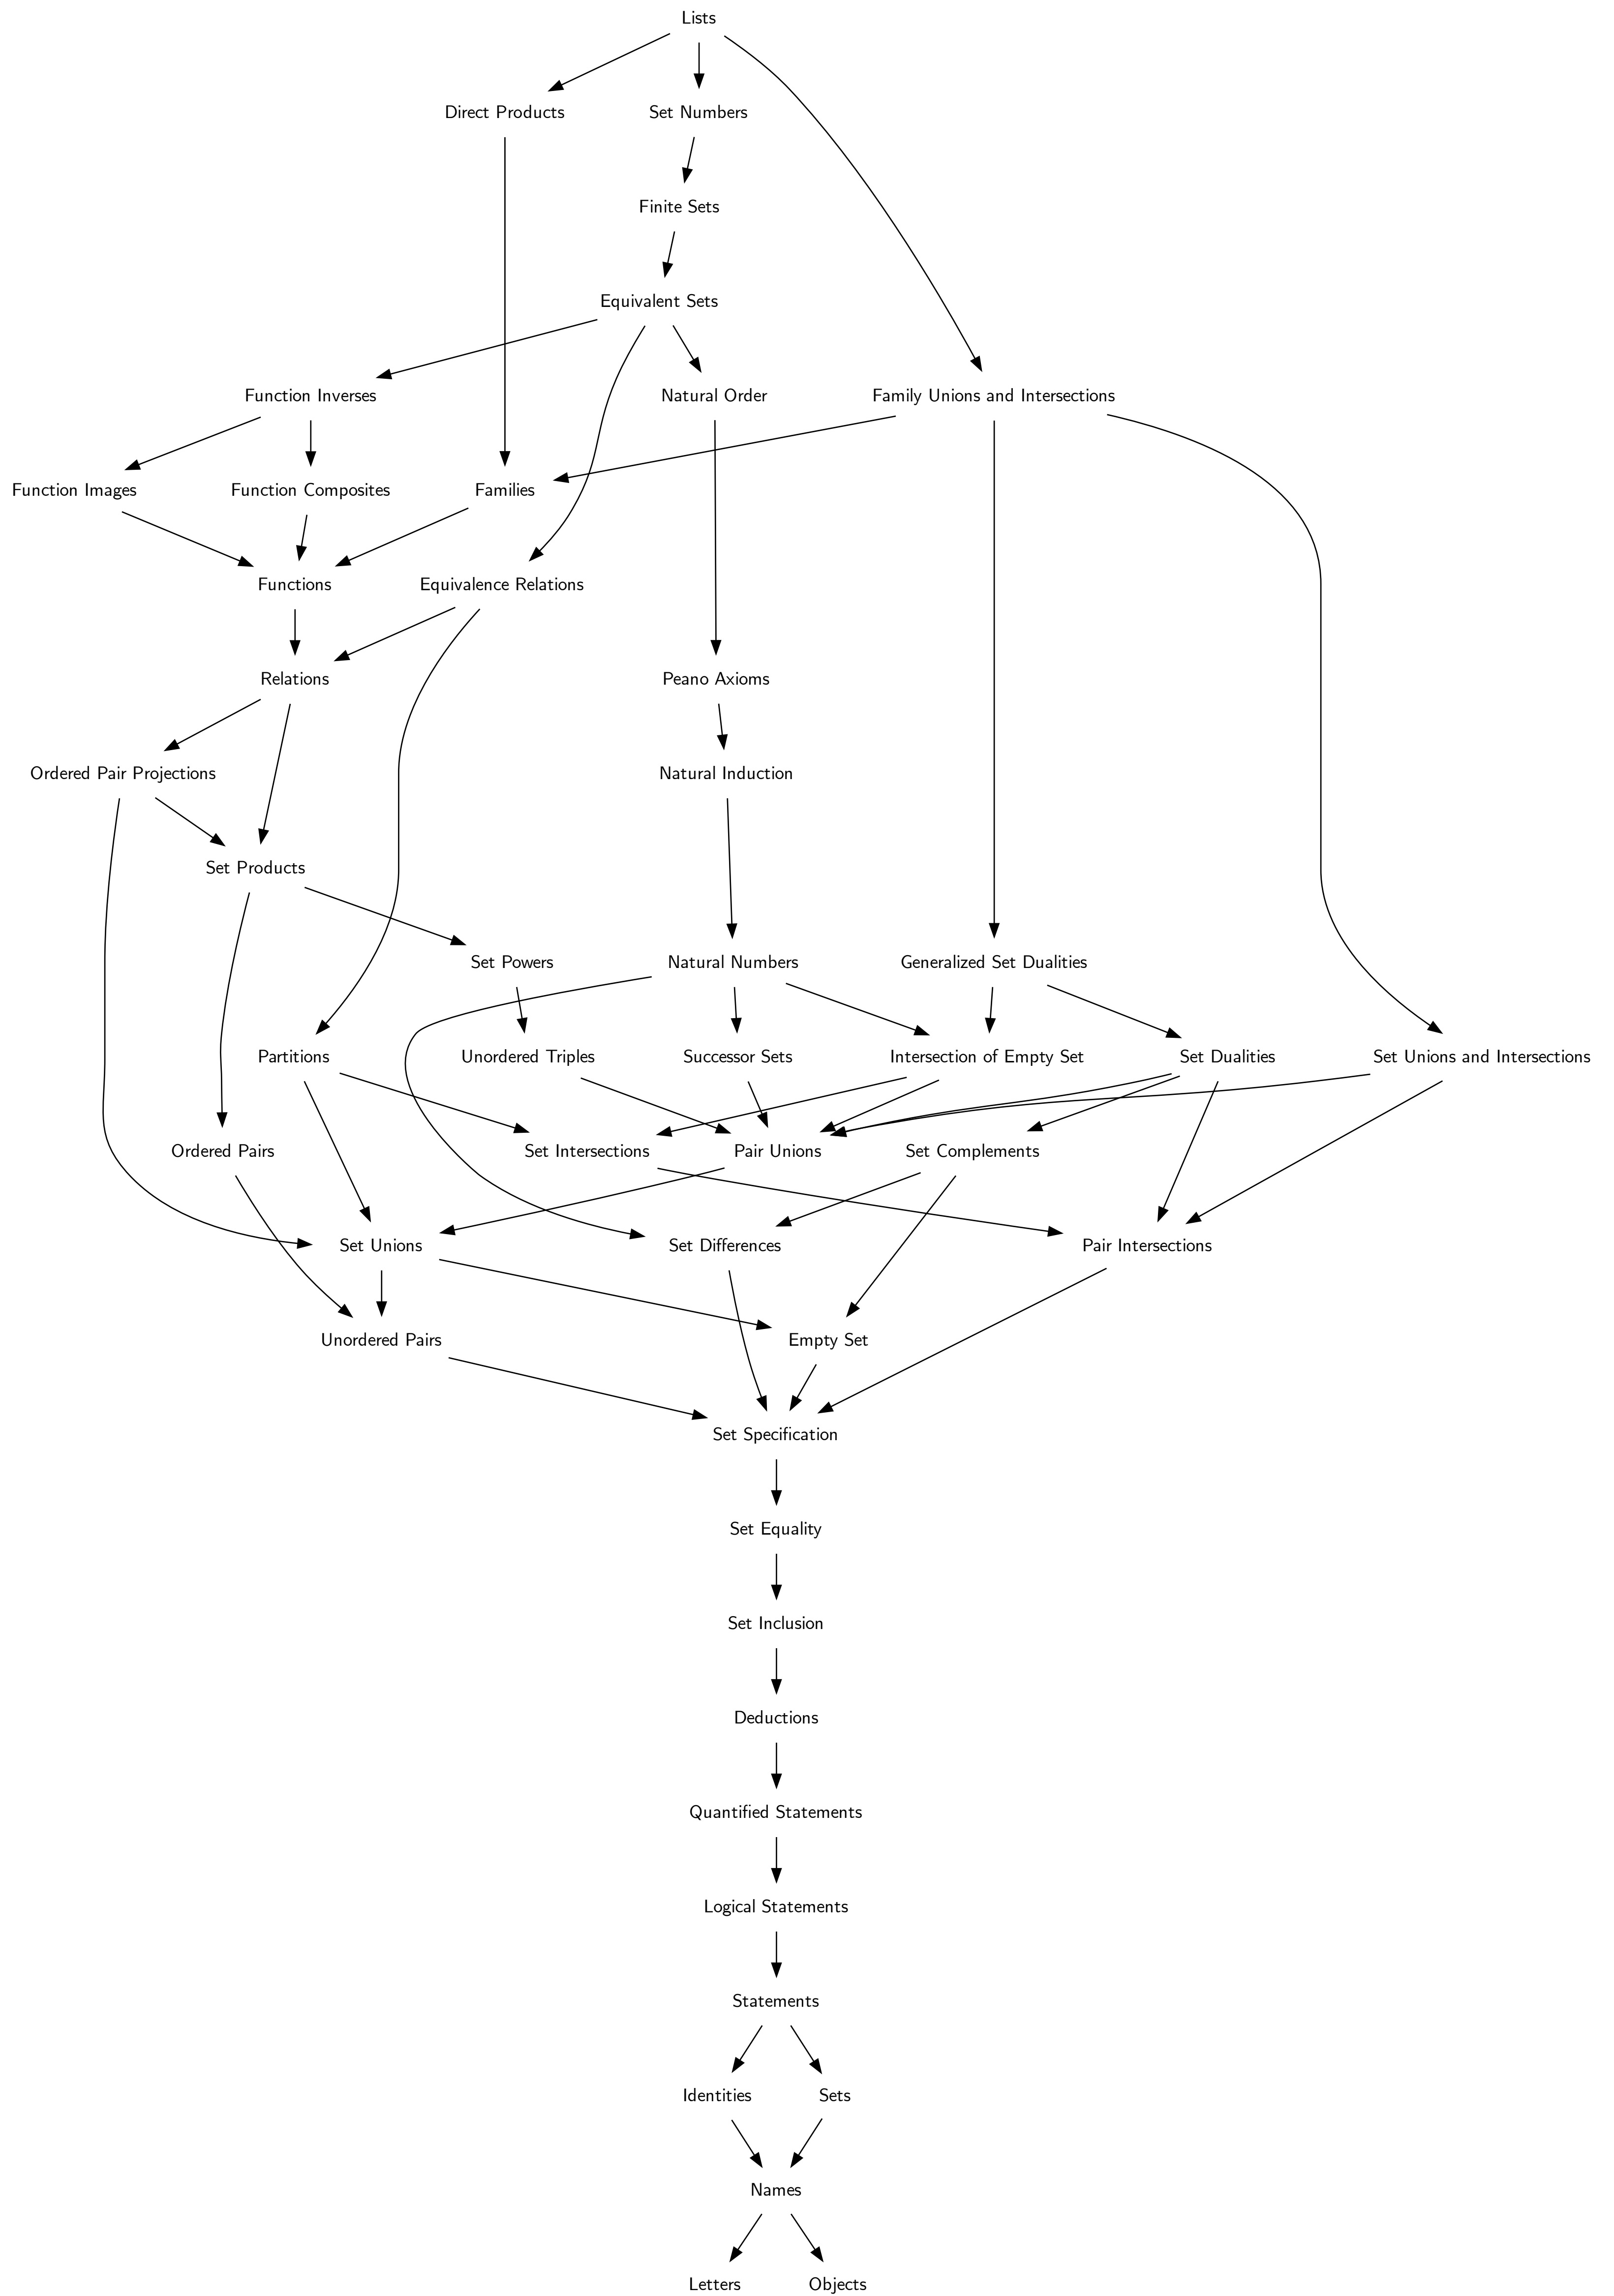 Lists
Direct Products
Set Numbers
Finite Sets
Equivalent Sets
Function Inverses
Natural Order
Family Unions and Intersections
Function Images
Function Composites
Families
Functions
Equivalence Relations
Relations
Peano Axioms
Ordered Pair Projections
Natural Induction
Set Products
Set Powers
Natural Numbers
Generalized Set Dualities
Partitions
Unordered Triples
Successor Sets
Intersection of Empty Set
Set Dualities
Set Unions and Intersections
Ordered Pairs
Set Intersections
Pair Unions
Set Complements
Set Unions
Set Differences
Pair Intersections
Unordered Pairs
Empty Set
Set Specification
Set Equality
Set Inclusion
Deductions
Quantified Statements
Logical Statements
Statements
Identities
Sets
Names
Letters
Objects